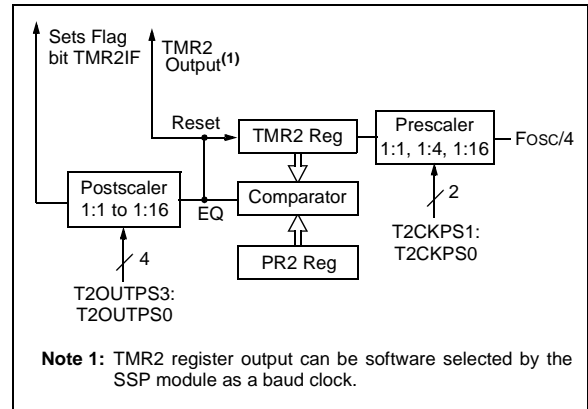 Sets Flag
bit TMR2IF
TMR2
Output(1)
Reset
TMR2 Reg
Prescaler
1:1, 1:4, 1:16
FOSC/4
Postscaler
1:1 to 1:16
EQ
Comparator
2
T2CKPS1:
T2CKPS0
PR2 Reg
4
T2OUTPS3:
T2OUTPS0
Note 1: TMR2 register output can be software selected by the
SSP module as a baud clock.